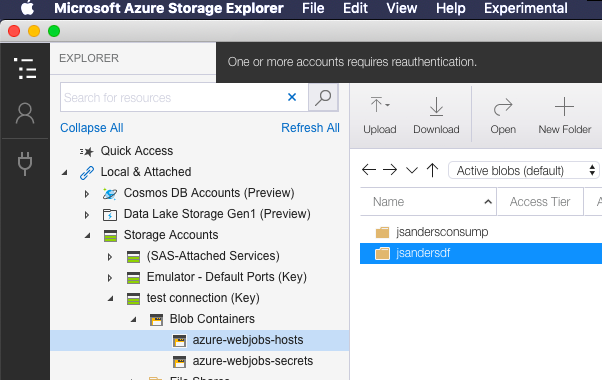 Microsoft Azure Storage Explorer File Edit View Help Experimental
EXPLORER
One or more accounts requires reauthentication.
Search for resources
Collapse All Refresh All
Upload Download Open New Folder
Quick Access
Local & Attached
Active blobs (default)
Cosmos DB Accounts (Preview)
Name Access Tier A
Data Lake Storage Gen1 (Preview)
Storage Accounts
jsandersconsump
(SAS-Attached Services)
jsandersdf
Emulator - Default Ports (Key)
test connection (Key)
Blob Containers
azure-webjobs-hosts
azure-webjobs-secrets
File Shares